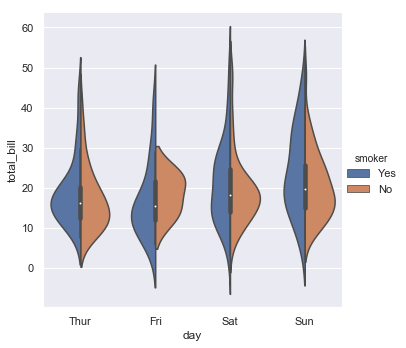 60
50
40
30
20
10
0
total_bill
Thur Fri Sat Sun
day
smoker
Yes
No